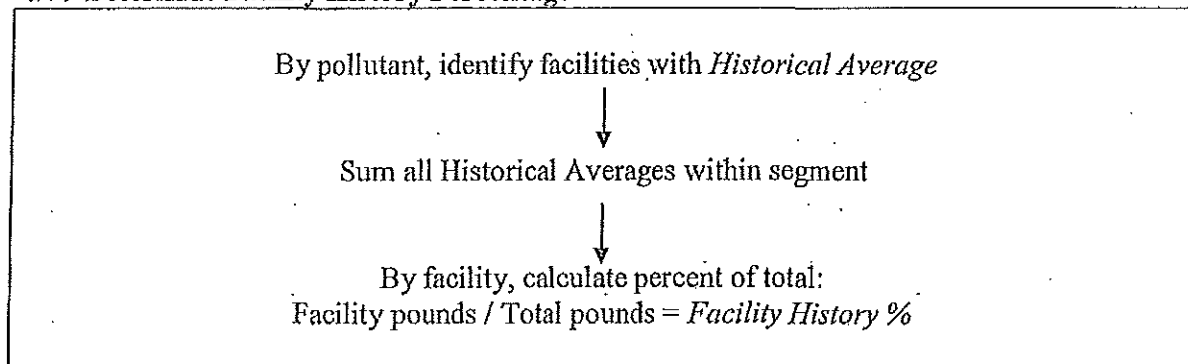 By pollutant, identify facilities with Historical Average
Sum all Historical Averages within segment
By facility, calculate percent of total:
Facility pounds / Total pounds = Facility History %